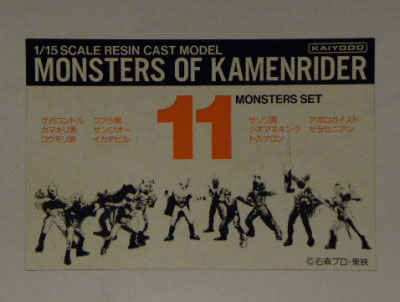 1/15 SCALE RESIN CAST MODEL
KAIYODO
MONSTERS OF KAMENRIDER
11 MONSTERS SET
ゲバコンドル コブラ男
カマキリ男 ザンジオー
コウモリ男 イカデビル
サソリ男 アポロガイスト
シオマネキング サラセニアン
トカゲロン
©石森プロ・東映